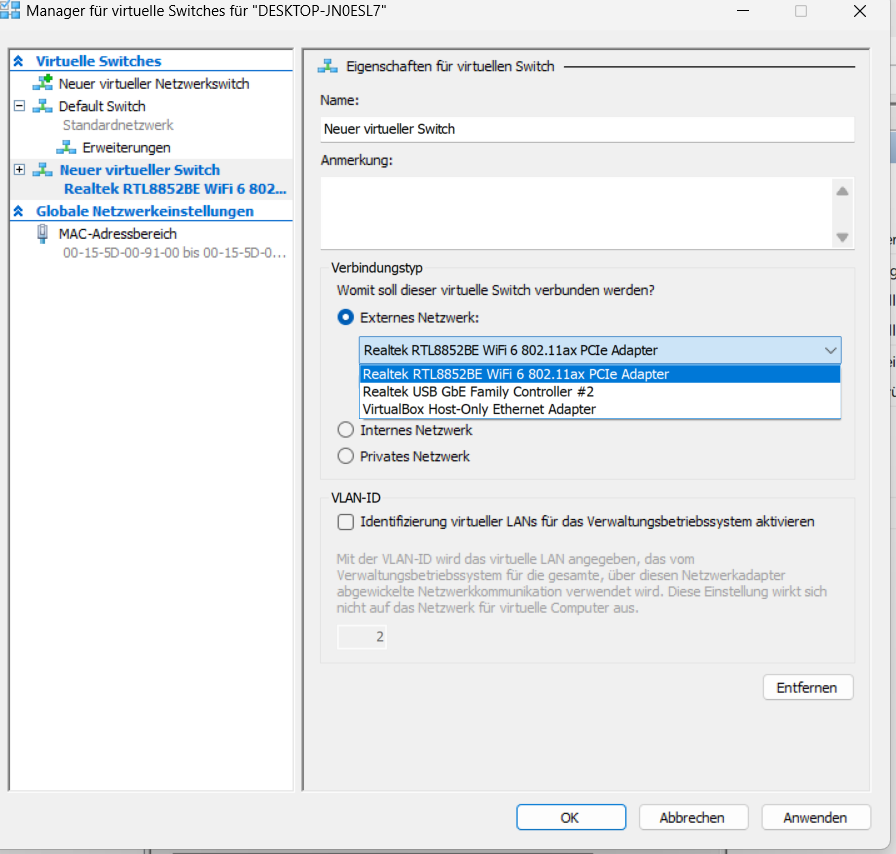 Manager für virtuelle Switches für "DESKTOP-JN0ESL7"
Virtuelle Switches
Neuer virtueller Netzwerkswitch
Default Switch
Standardnetzwerk
Erweiterungen
Neuer virtueller Switch
Realtek RTL8852BE WiFi 6 802...
Globale Netzwerkeinstellungen
MAC-Adressbereich
00-15-5D-00-91-00 bis 00-15-5D-0...
Eigenschaften für virtuellen Switch
Name:
Neuer virtueller Switch
Anmerkung:
Verbindungstyp
Womit soll dieser virtuelle Switch verbunden werden?
Externes Netzwerk:
Realtek RTL8852BE WiFi 6 802.11ax PCIe Adapter
Realtek RTL8852BE WiFi 6 802.11ax PCIe Adapter
Realtek USB GbE Family Controller #2
VirtualBox Host-Only Ethernet Adapter
Internes Netzwerk
Privates Netzwerk
VLAN-ID
Identifizierung virtueller LANs für das Verwaltungsbetriebssystem aktivieren
Mit der VLAN-ID wird das virtuelle LAN angegeben, das vom
Verwaltungsbetriebssystem für die gesamte, über diesen Netzwerkadapter
abgewickelte Netzwerkkommunikation verwendet wird. Diese Einstellung wirkt sich
nicht auf das Netzwerk für virtuelle Computer aus.
2
Entfernen
OK
Abbrechen
Anwenden